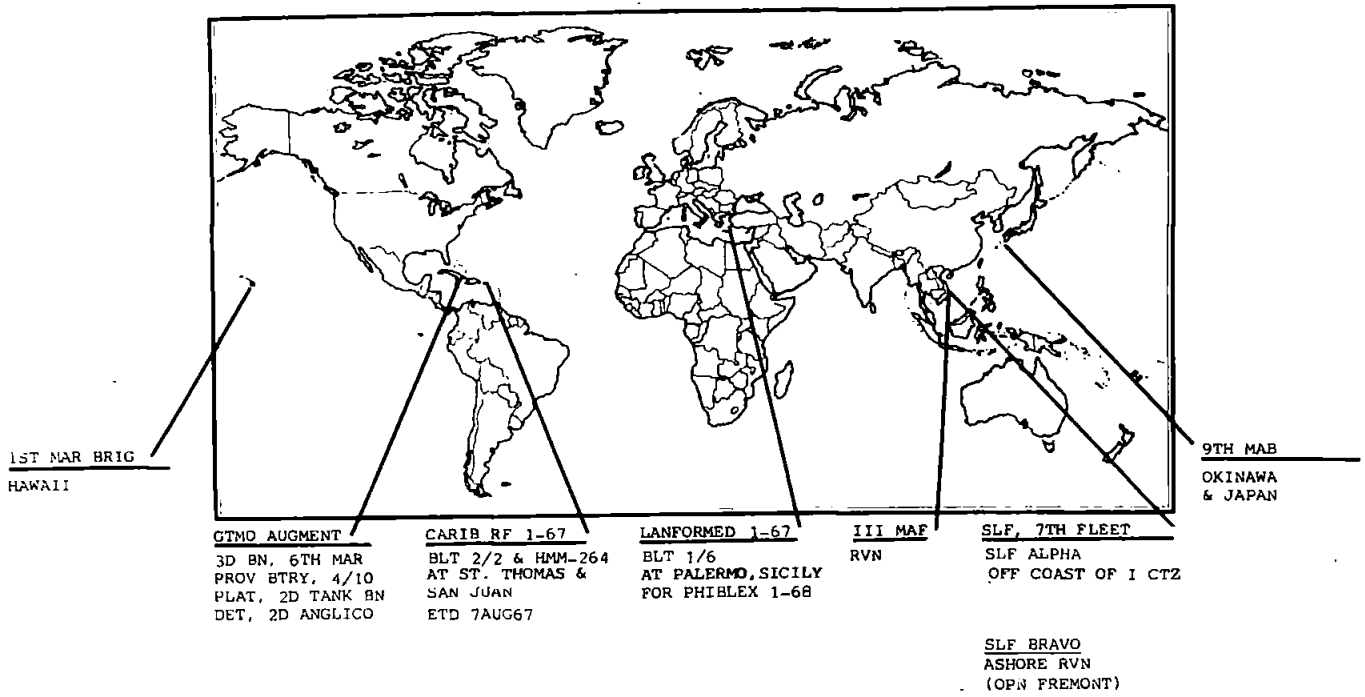 1ST MAR BRIG
HAWAII
GTMO AUGMENT
3D BN, 6TH MAR
PROV BTRY, 4/10
PLAT, 2D TANK BN
DET, 2D ANGLICO
CARIB RF 1-67
BLT 2/2 & HMM-264
AT ST. THOMAS &
SAN JUAN
ETD 7AUG67
LANFORMED 1-67
BLT 1/6
AT PALERMO, SICILY
FOR PHIBLEX 1-68
III MAF
RVN
SLF, 7TH FLEET
SLF ALPHA
OFF COAST OF I CTZ
SLF BRAVO
ASHORE RVN
(OPN FREMONT)
9TH MAB
OKINAWA
& JAPAN